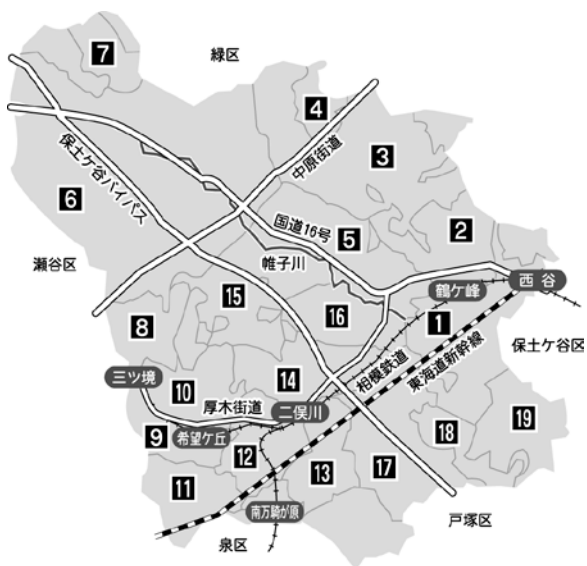 7
緑区
4
中原街道
3
保土ケ谷バイパス
6
国道16号
5
2
帷子川
瀬谷区
鶴ケ峰
西谷
15
16
1
8
保土ケ谷区
相模鉄道
東海道新幹線
三ツ境
10
14
厚木街道
二俣川
9
希望ケ丘
12
18
19
11
13
17
南万騎が原
戸塚区
泉区